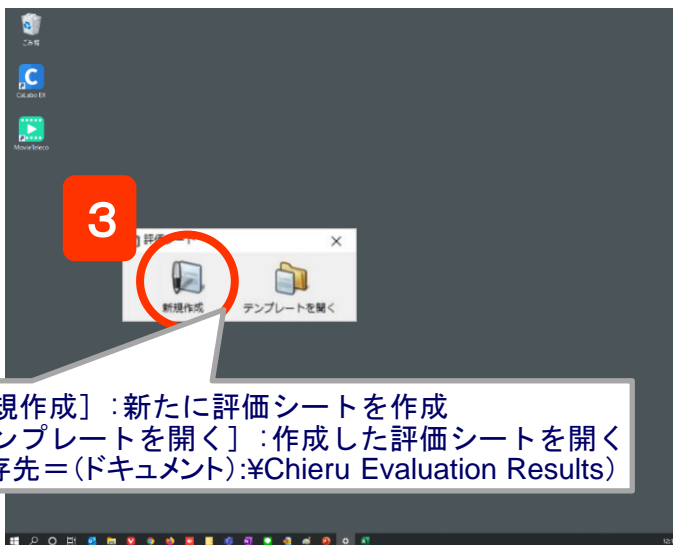 ごみ箱
CaLabo EX
MovieTeleco
3
評価シート
新規作成
テンプレートを開く
規作成］:新たに評価シートを作成
ンプレートを開く］:作成した評価シートを開く
存先＝(ドキュメント):¥Chieru Evaluation Results）